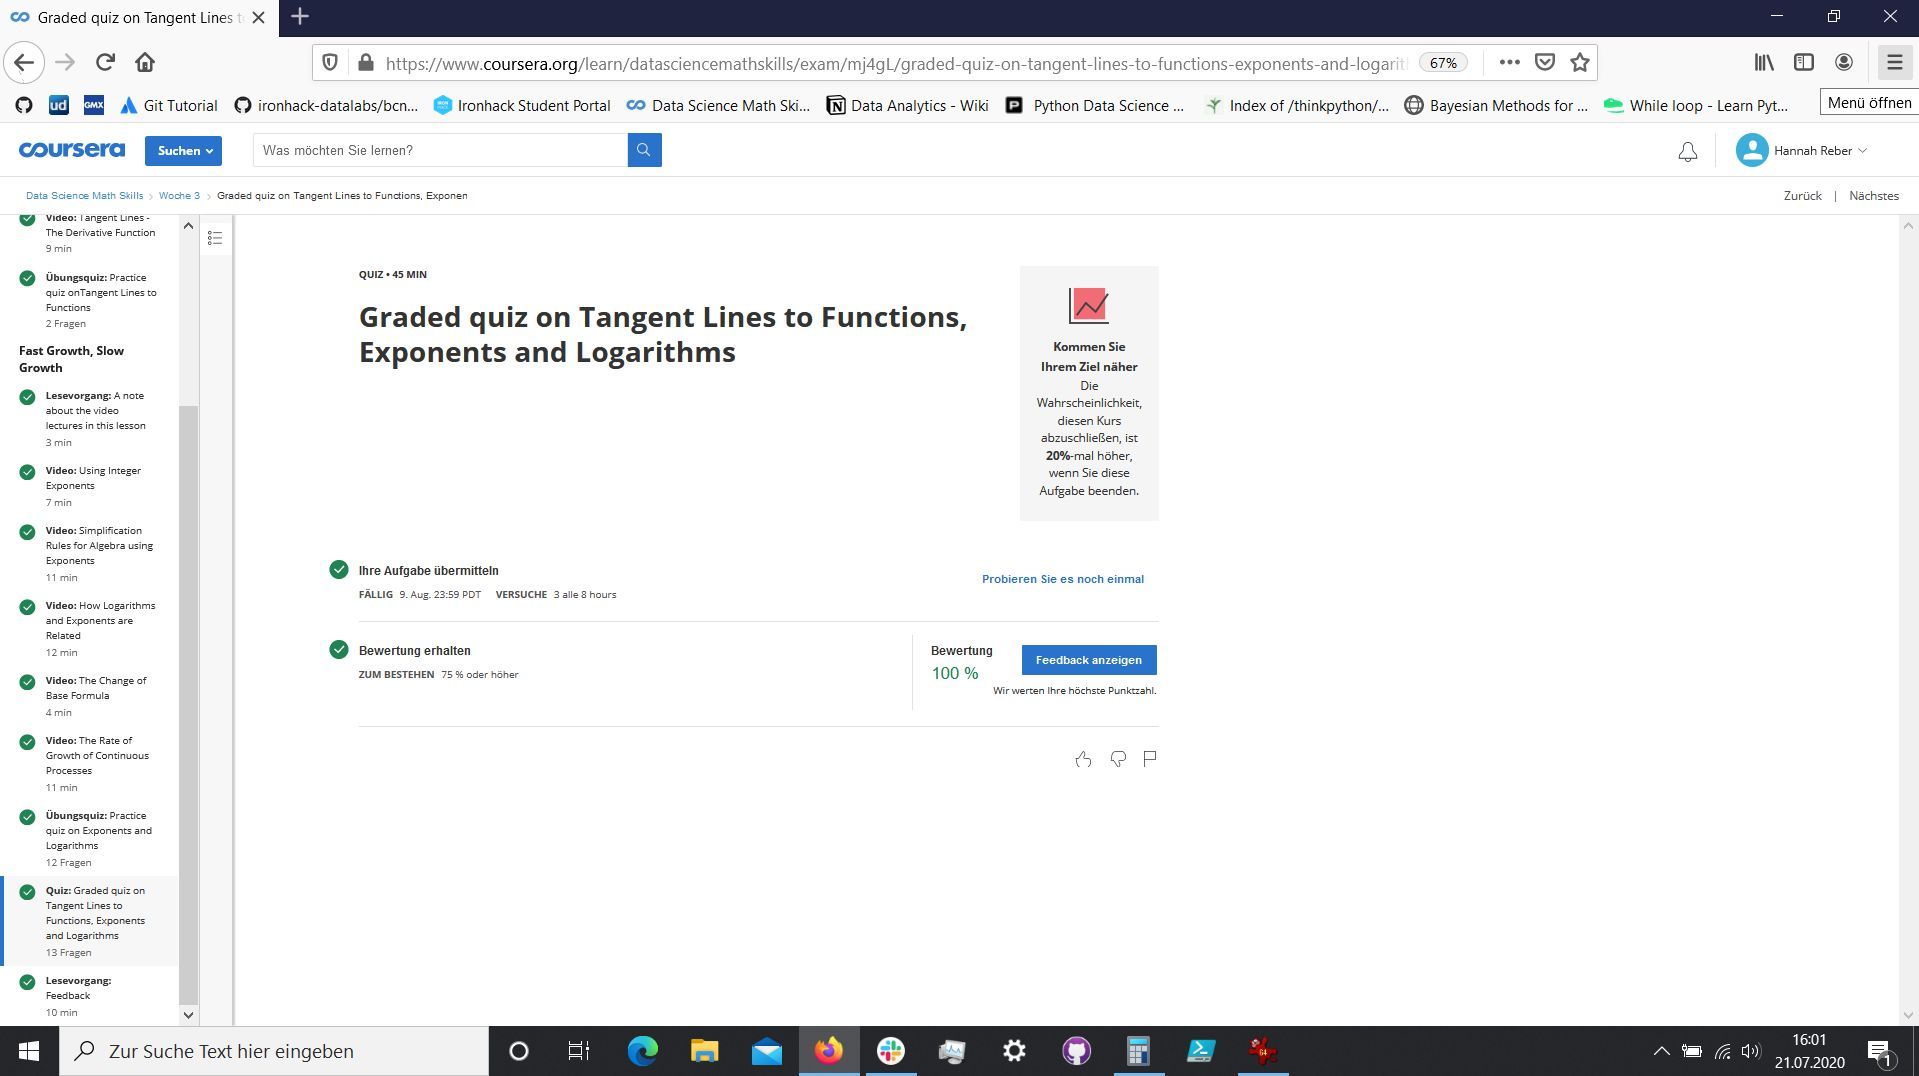 Graded quiz on Tangent Lines t
https://www.coursera.org/learn/datasciencemathskills/exam/mj4gL/graded-quiz-on-tangent-lines-to-functions-exponents-and-logarith
67%
ud
GMX
Git Tutorial
ironhack-datalabs/bcn...
Ironhack Student Portal
Data Science Math Ski...
Data Analytics - Wiki
Python Data Science ...
Index of /thinkpython/...
Bayesian Methods for ...
While loop - Learn Pyt...
Menü öffnen
coursera
Suchen
Was möchten Sie lernen?
Hannah Reber
Data Science Math Skills
Woche 3
Graded quiz on Tangent Lines to Functions, Exponen
Zurück | Nächstes
Video: Tangent Lines -
The Derivative Function
9 min
Übungsquiz: Practice
quiz onTangent Lines to
Functions
2 Fragen
Fast Growth, Slow
Growth
Lesevorgang: A note
about the video
lectures in this lesson
3 min
Video: Using Integer
Exponents
7 min
Video: Simplification
Rules for Algebra using
Exponents
11 min
Video: How Logarithms
and Exponents are
Related
12 min
Video: The Change of
Base Formula
4 min
Video: The Rate of
Growth of Continuous
Processes
11 min
Übungsquiz: Practice
quiz on Exponents and
Logarithms
12 Fragen
Quiz: Graded quiz on
Tangent Lines to
Functions, Exponents
and Logarithms
13 Fragen
Lesevorgang:
Feedback
10 min
QUIZ • 45 MIN
Graded quiz on Tangent Lines to Functions,
Exponents and Logarithms
Kommen Sie
Ihrem Ziel näher
Die
Wahrscheinlichkeit,
diesen Kurs
abzuschließen, ist
20%-mal höher,
wenn Sie diese
Aufgabe beenden.
Ihre Aufgabe übermitteln
FÄLLIG 9. Aug. 23:59 PDT VERSUCHE 3 alle 8 hours
Probieren Sie es noch einmal
Bewertung erhalten
ZUM BESTEHEN 75 % oder höher
Bewertung
100 %
Feedback anzeigen
Wir werten Ihre höchste Punktzahl.
Zur Suche Text hier eingeben
64
16:01
21.07.2020
1